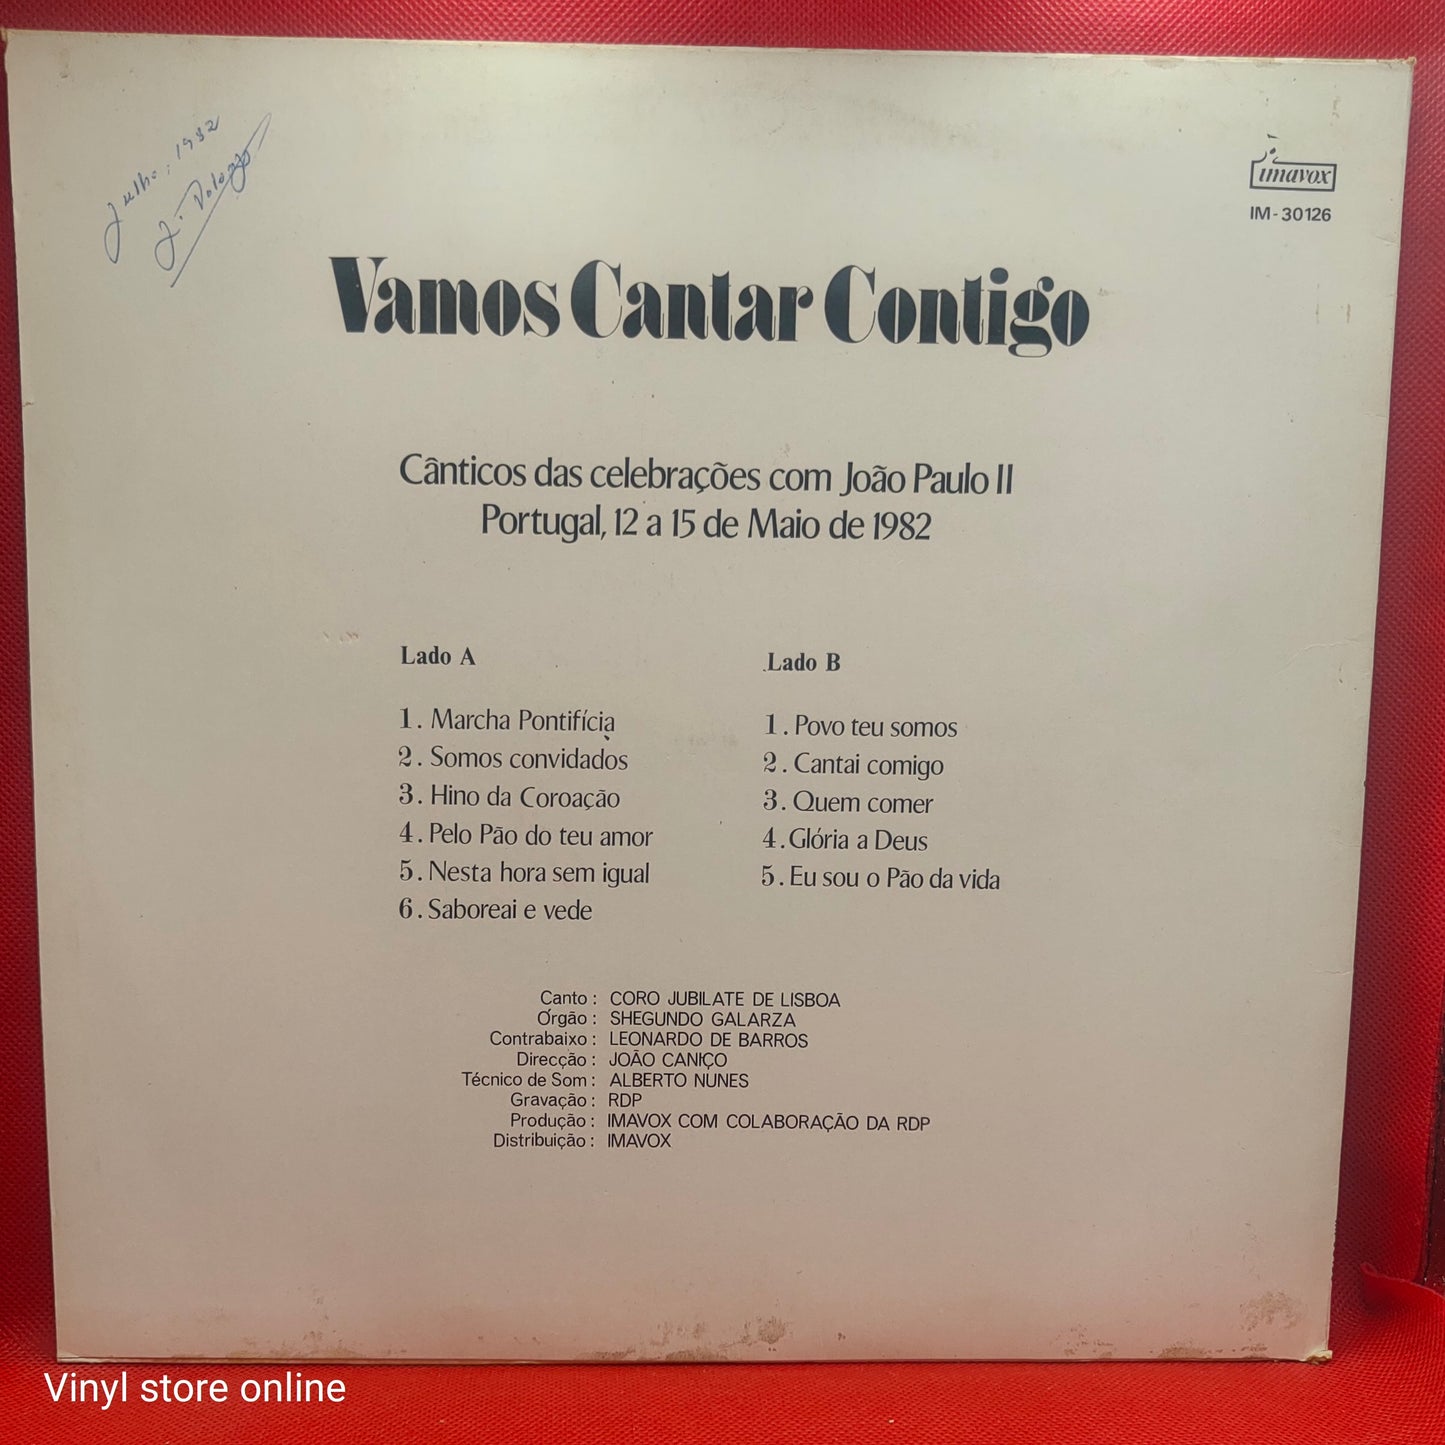 Julho, 1982
imavox
IM-30126
Vamos Cantar Contigo
Cânticos das celebrações com João Paulo II
Portugal, 12 a 15 de Maio de 1982
Lado A
1. Marcha Pontifícia
2. Somos convidados
3. Hino da Coroação
4. Pelo Pão do teu amor
5. Nesta hora sem igual
6. Saboreai e vede
Lado B
1. Povo teu somos
2. Cantai comigo
3. Quem comer
4. Glória a Deus
5. Eu sou o Pão da vida
Canto: CORO JUBILATE DE LISBOA
Órgão: SHEGUNDO GALARZA
Contrabaixo: LEONARDO DE BARROS
Direcção: JOÃO CANIÇO
Técnico de Som: ALBERTO NUNES
Gravação: RDP
Produção: IMAVOX COM COLABORAÇÃO DA RDP
Distribuição: IMAVOX
Vinyl store online